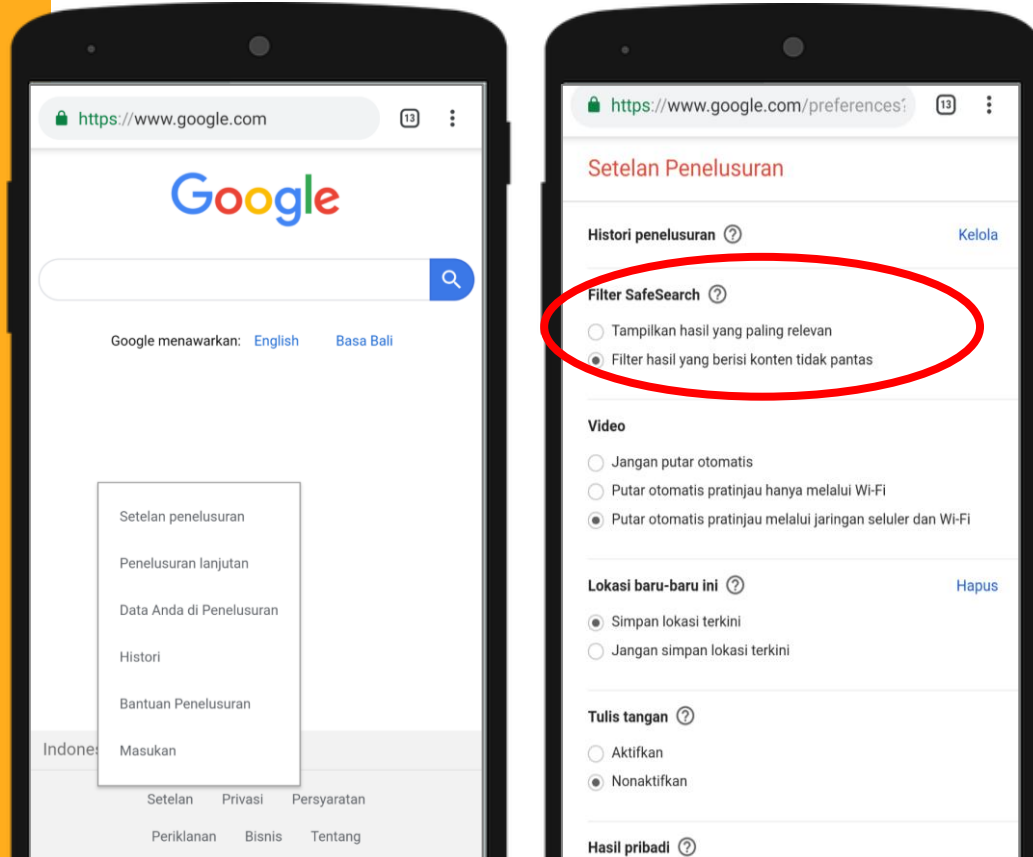 https://www.google.com
13
Google
Google menawarkan: English Basa Bali
Setelan penelusuran
Penelusuran lanjutan
Data Anda di Penelusuran
Histori
Bantuan Penelusuran
Masukan
Indones
Setelan Privasi Persyaratan
Periklanan Bisnis Tentang
https://www.google.com/preferences?
13
Setelan Penelusuran
Histori penelusuran ? Kelola
Filter SafeSearch ?
Tampilkan hasil yang paling relevan
Filter hasil yang berisi konten tidak pantas
Video
Jangan putar otomatis
Putar otomatis pratinjau hanya melalui Wi-Fi
Putar otomatis pratinjau melalui jaringan seluler dan Wi-Fi
Lokasi baru-baru ini ? Hapus
Simpan lokasi terkini
Jangan simpan lokasi terkini
Tulis tangan ?
Aktifkan
Nonaktifkan
Hasil pribadi ?